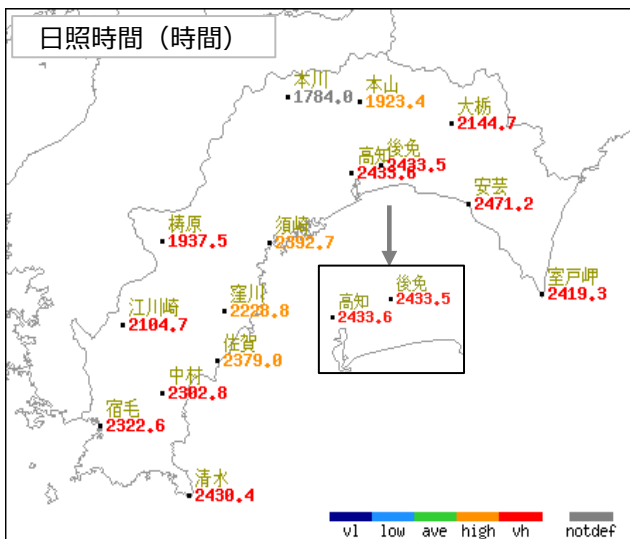 日照時間（時間）
本川
1784.0
本山
1923.4
大栃
2144.7
高知
2433.6
後免
2433.5
安芸
2471.2
梼原
1937.5
須崎
2392.7
室戸岬
2419.3
後免
2433.5
高知
2433.6
江川崎
2104.7
窪川
2228.8
佐賀
2379.0
中村
2302.8
宿毛
2322.6
清水
2430.4
vl low ave high vh notdef